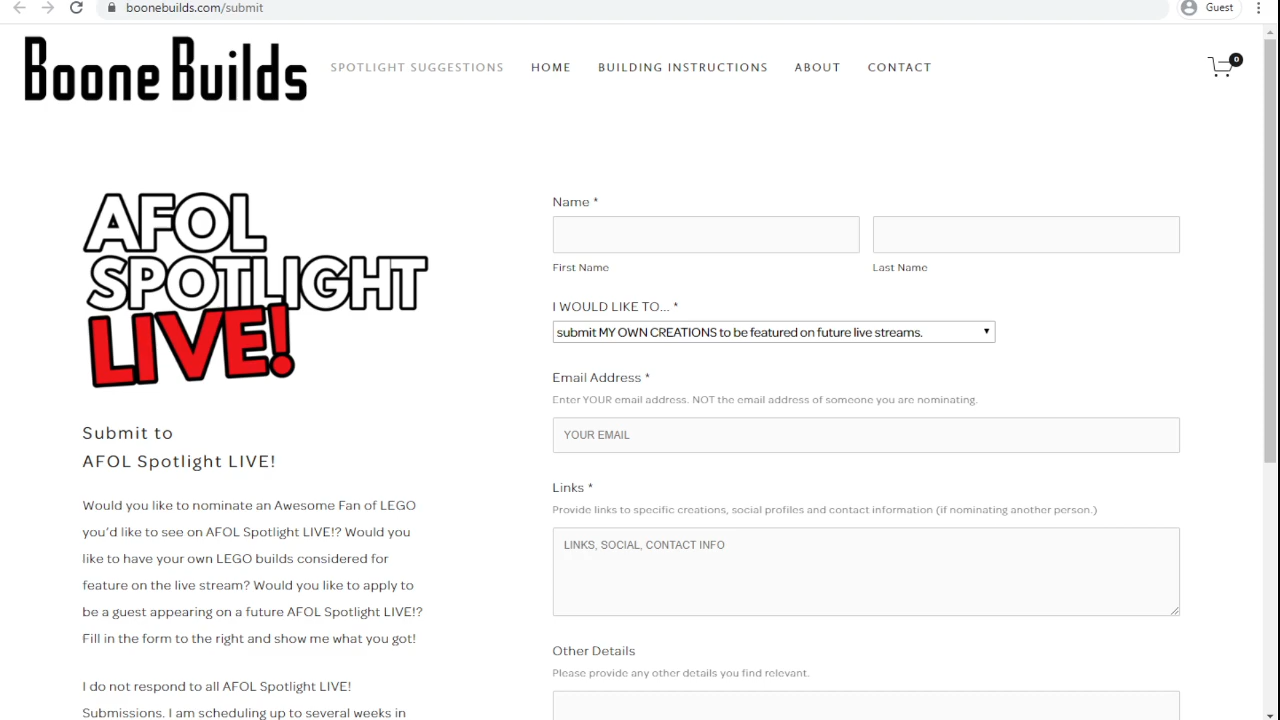 boonebuilds.com/submit
Guest
Boone Builds
SPOTLIGHT SUGGESTIONS
HOME
BUILDING INSTRUCTIONS
ABOUT
CONTACT
0
AFOL
SPOTLIGHT
LIVE!
Submit to
AFOL Spotlight LIVE!
Would you like to nominate an Awesome Fan of LEGO
you'd like to see on AFOL Spotlight LIVE!? Would you
like to have your own LEGO builds considered for
feature on the live stream? Would you like to apply to
be a guest appearing on a future AFOL Spotlight LIVE!?
Fill in the form to the right and show me what you got!
I do not respond to all AFOL Spotlight LIVE!
Submissions. I am scheduling up to several weeks in
Name *
First Name
Last Name
I WOULD LIKE TO... *
submit MY OWN CREATIONS to be featured on future live streams.
Email Address *
Enter YOUR email address. NOT the email address of someone you are nominating.
YOUR EMAIL
Links *
Provide links to specific creations, social profiles and contact information (if nominating another person.)
LINKS, SOCIAL, CONTACT INFO
Other Details
Please provide any other details you find relevant.